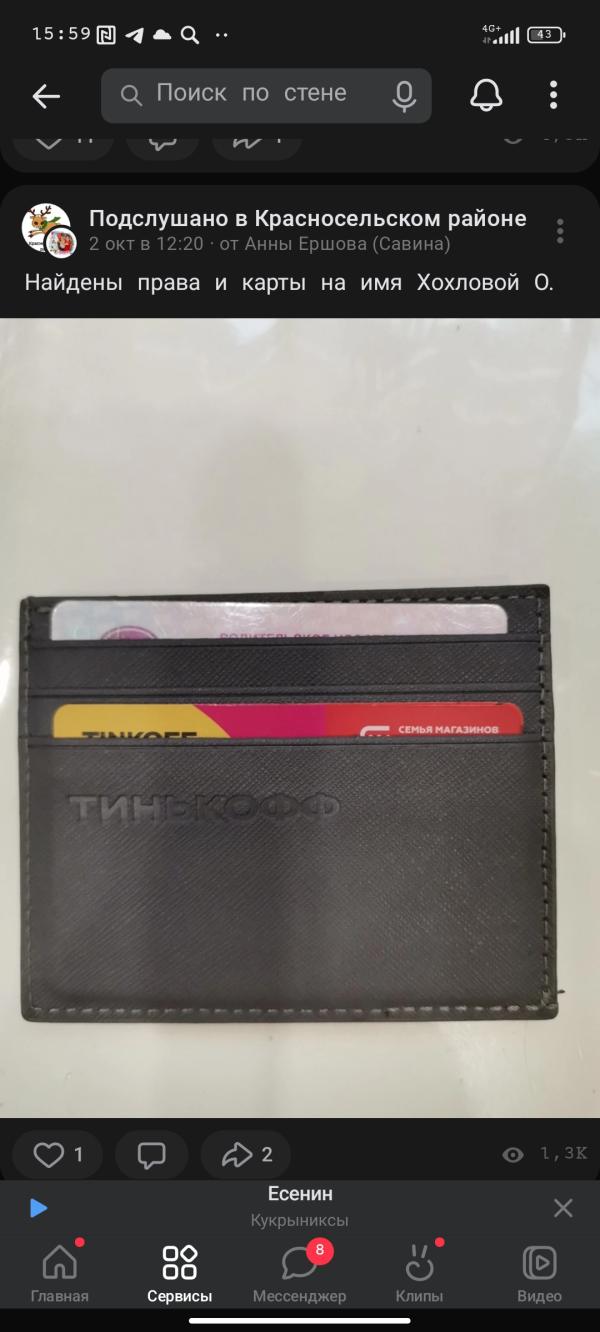 15:59
4G+
43
Поиск по стене
Подслушано в Красносельском районе
2 окт в 12:20 · от Анны Ершова (Савина)
Найдены права и карты на имя Хохловой О.
TINKOFF
СЕМЬЯ МАГАЗИНОВ
ТИНЬКОФФ
1
2
1,3K
Есенин
Кукрыниксы
8
Главная
Сервисы
Мессенджер
Клипы
Видео